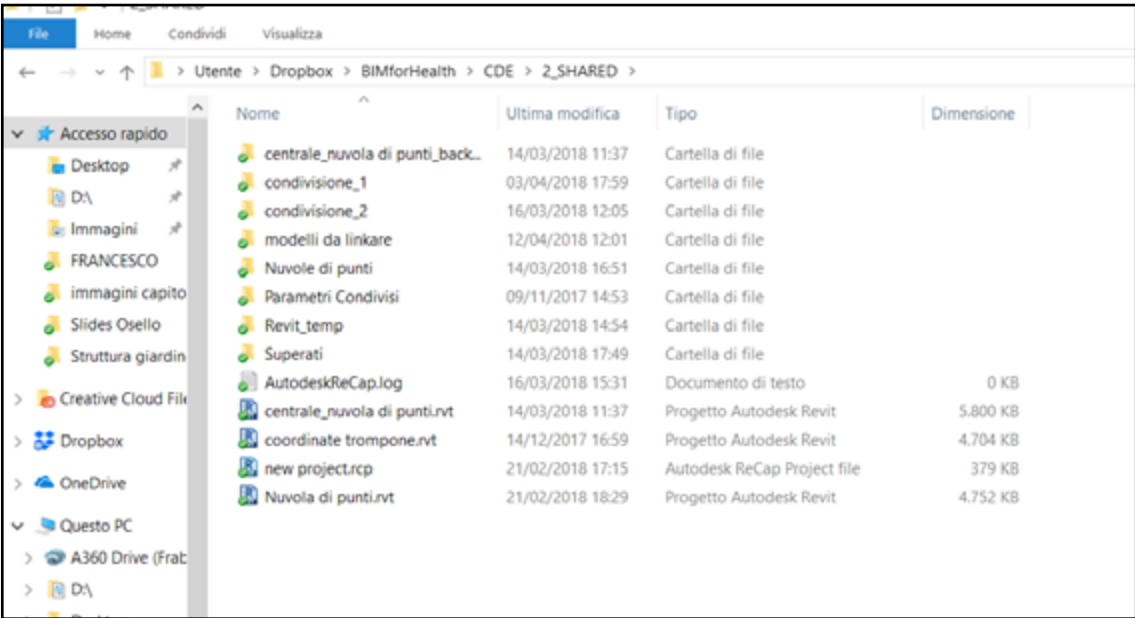 2_SHARED
File Home Condividi Visualizza
Utente > Dropbox > BIMforHealth > CDE > 2_SHARED >
Nome Ultima modifica Tipo Dimensione
Accesso rapido
Desktop
D:\
Immagini
FRANCESCO
immagini capito
Slides Osello
Struttura giardin
Creative Cloud File
Dropbox
OneDrive
Questo PC
A360 Drive (Frab
D:\
centrale_nuvola di punti_back... 14/03/2018 11:37 Cartella di file
condivisione_1 03/04/2018 17:59 Cartella di file
condivisione_2 16/03/2018 12:05 Cartella di file
modelli da linkare 12/04/2018 12:01 Cartella di file
Nuvole di punti 14/03/2018 16:51 Cartella di file
Parametri Condivisi 09/11/2017 14:53 Cartella di file
Revit_temp 14/03/2018 14:54 Cartella di file
Superati 14/03/2018 17:49 Cartella di file
AutodeskReCap.log 16/03/2018 15:31 Documento di testo 0 KB
centrale_nuvola di punti.rvt 14/03/2018 11:37 Progetto Autodesk Revit 5.800 KB
coordinate trompone.rvt 14/12/2017 16:59 Progetto Autodesk Revit 4.704 KB
new project.rcp 21/02/2018 17:15 Autodesk ReCap Project file 379 KB
Nuvola di punti.rvt 21/02/2018 18:29 Progetto Autodesk Revit 4.752 KB